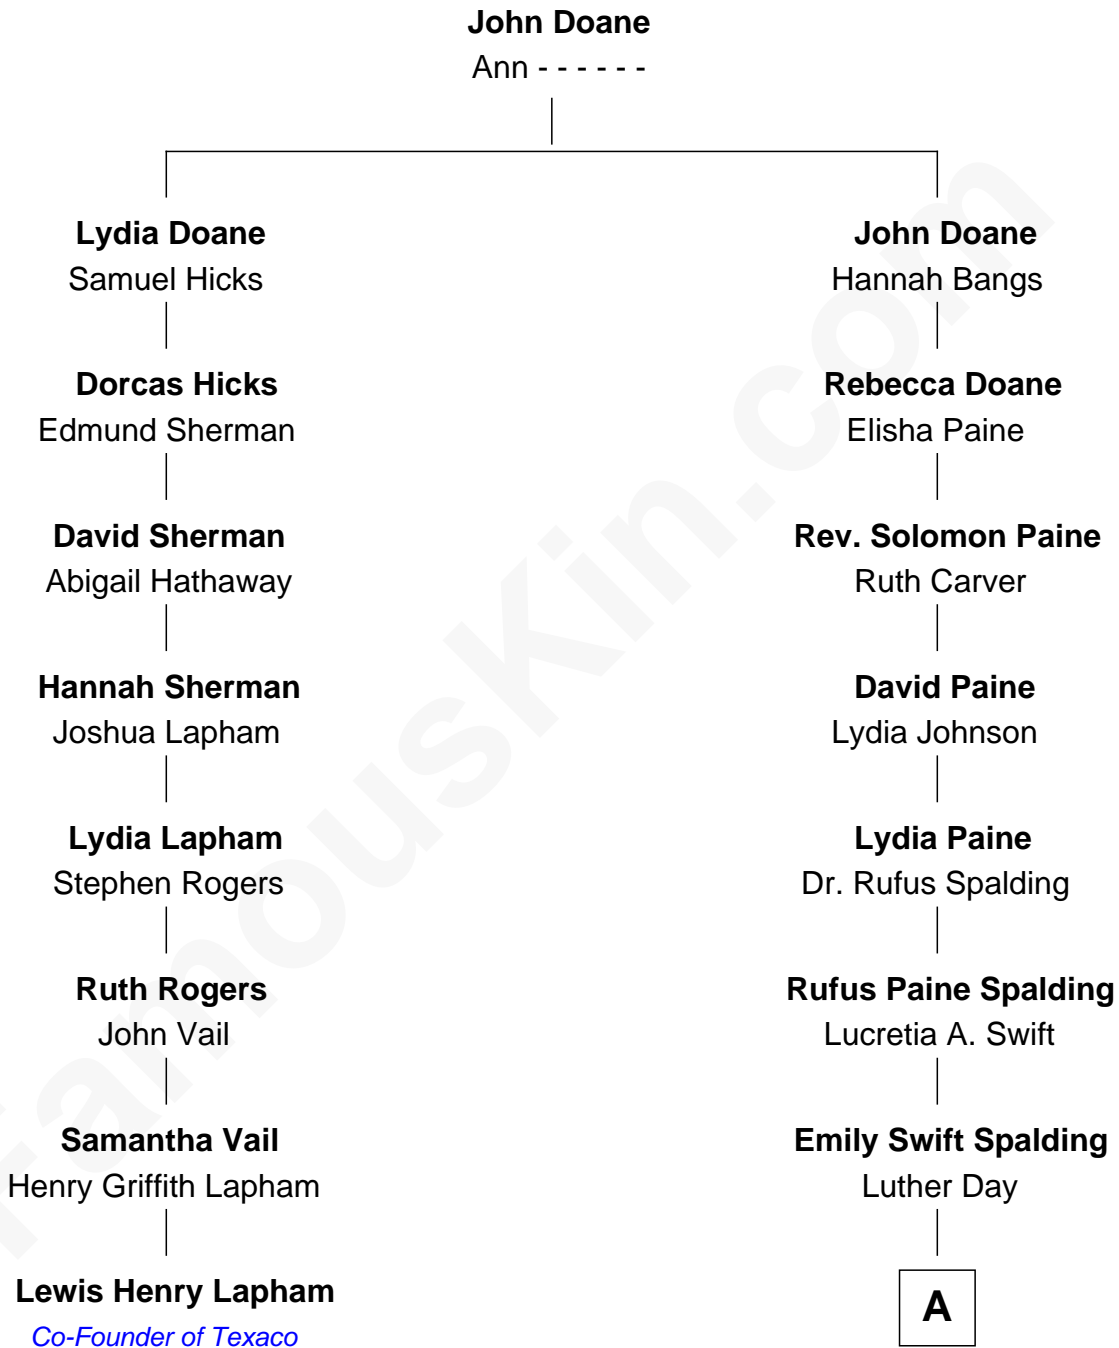 John Doane
Ann - - - - - -
Lydia Doane
Samuel Hicks
John Doane
Hannah Bangs
Dorcas Hicks
Edmund Sherman
Rebecca Doane
Elisha Paine
David Sherman
Abigail Hathaway
Rev. Solomon Paine
Ruth Carver
Hannah Sherman
Joshua Lapham
David Paine
Lydia Johnson
Lydia Lapham
Stephen Rogers
Lydia Paine
Dr. Rufus Spalding
Ruth Rogers
John Vail
Rufus Paine Spalding
Lucretia A. Swift
Samantha Vail
Henry Griffith Lapham
Emily Swift Spalding
Luther Day
Lewis Henry Lapham
Co-Founder of Texaco
A
FamousKin.com